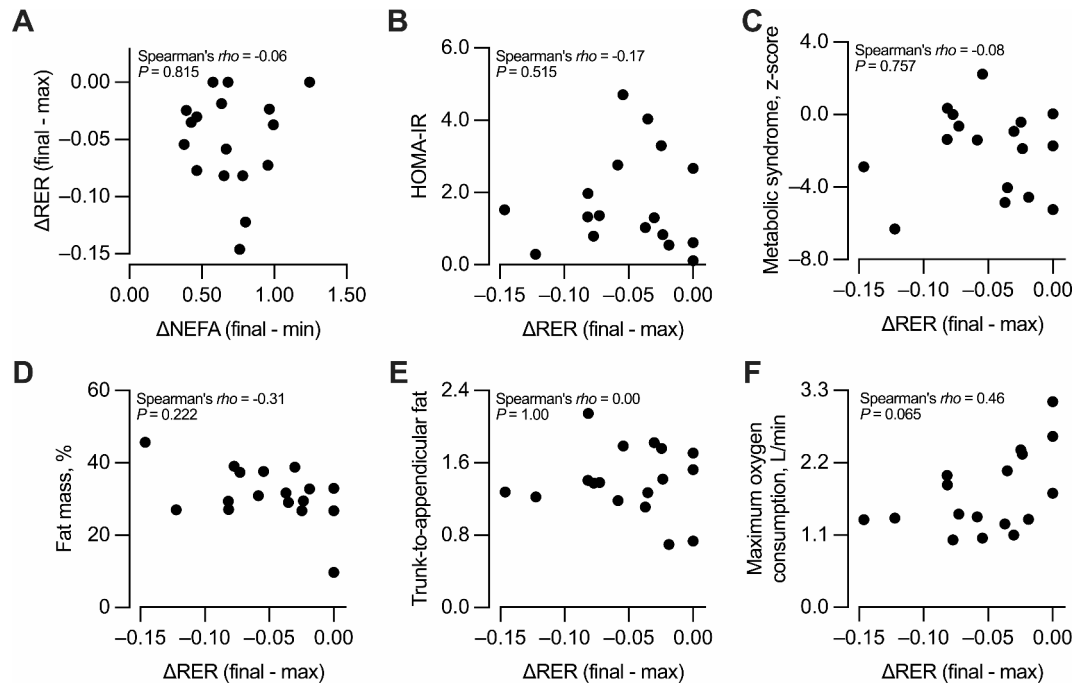 A
Spearman's rho = -0.06
P = 0.815
ΔRER (final - max)
0.00
−0.05
−0.10
−0.15
0.00 0.50 1.00 1.50
ΔNEFA (final - min)
B
Spearman's rho = -0.17
P = 0.515
HOMA-IR
6.0
4.0
2.0
0.0
−0.15 −0.10 −0.05 0.00
ΔRER (final - max)
C
Spearman's rho = -0.08
P = 0.757
Metabolic syndrome, z-score
4.0
0.0
−4.0
−8.0
−0.15 −0.10 −0.05 0.00
ΔRER (final - max)
D
Spearman's rho = -0.31
P = 0.222
Fat mass, %
60
40
20
0
−0.15 −0.10 −0.05 0.00
ΔRER (final - max)
E
Spearman's rho = 0.00
P = 1.00
Trunk-to-appendicular fat
2.4
1.6
0.8
0.0
−0.15 −0.10 −0.05 0.00
ΔRER (final - max)
F
Spearman's rho = 0.46
P = 0.065
Maximum oxygen
consumption, L/min
3.3
2.2
1.1
0.0
−0.15 −0.10 −0.05 0.00
ΔRER (final - max)